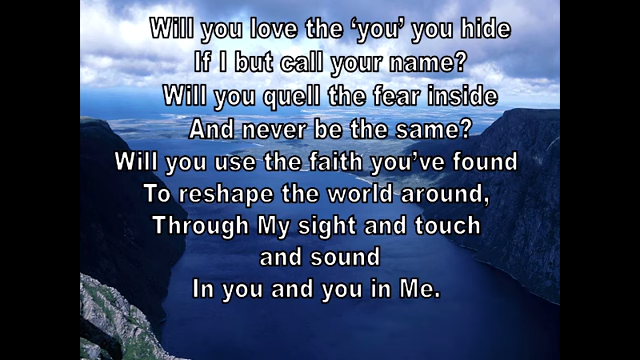 Will you love the ‘you’ you hide
If I but call your name?
Will you quell the fear inside
And never be the same?
Will you use the faith you’ve found
To reshape the world around,
Through My sight and touch
and sound
In you and you in Me.